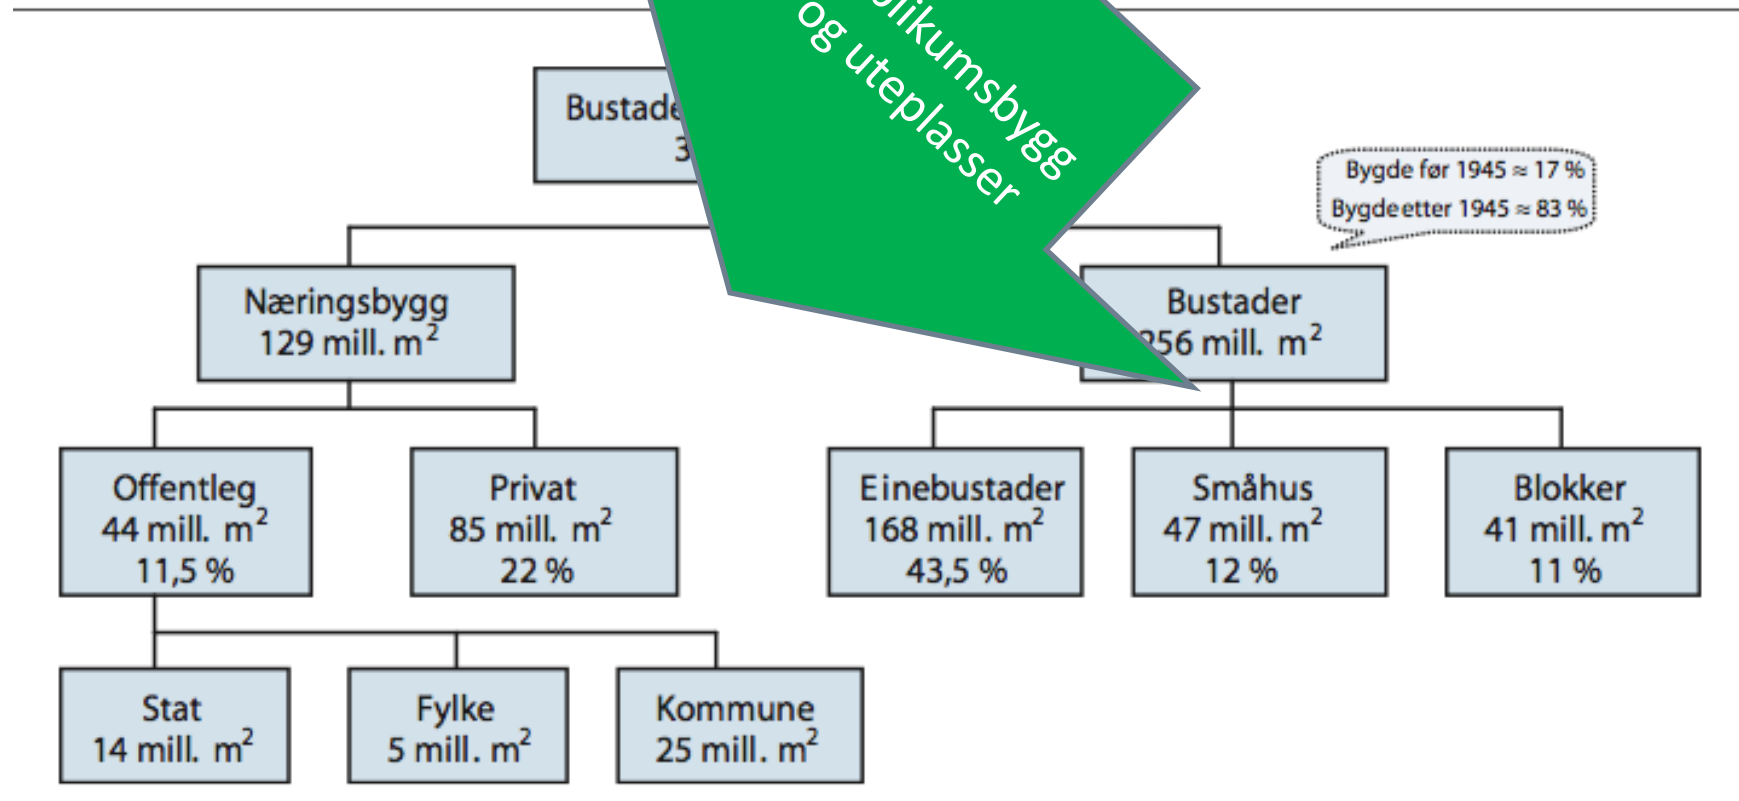 og uteplasser
Bygde før 1945 ≈ 17 %
Bygde etter 1945 ≈ 83 %
Næringsbygg
129 mill. m²
Bustader
256 mill. m²
Offentleg
44 mill. m²
11,5 %
Privat
85 mill. m²
22 %
Einebustader
168 mill. m²
43,5 %
Småhus
47 mill. m²
12 %
Blokker
41 mill. m²
11 %
Stat
14 mill. m²
Fylke
5 mill. m²
Kommune
25 mill. m²